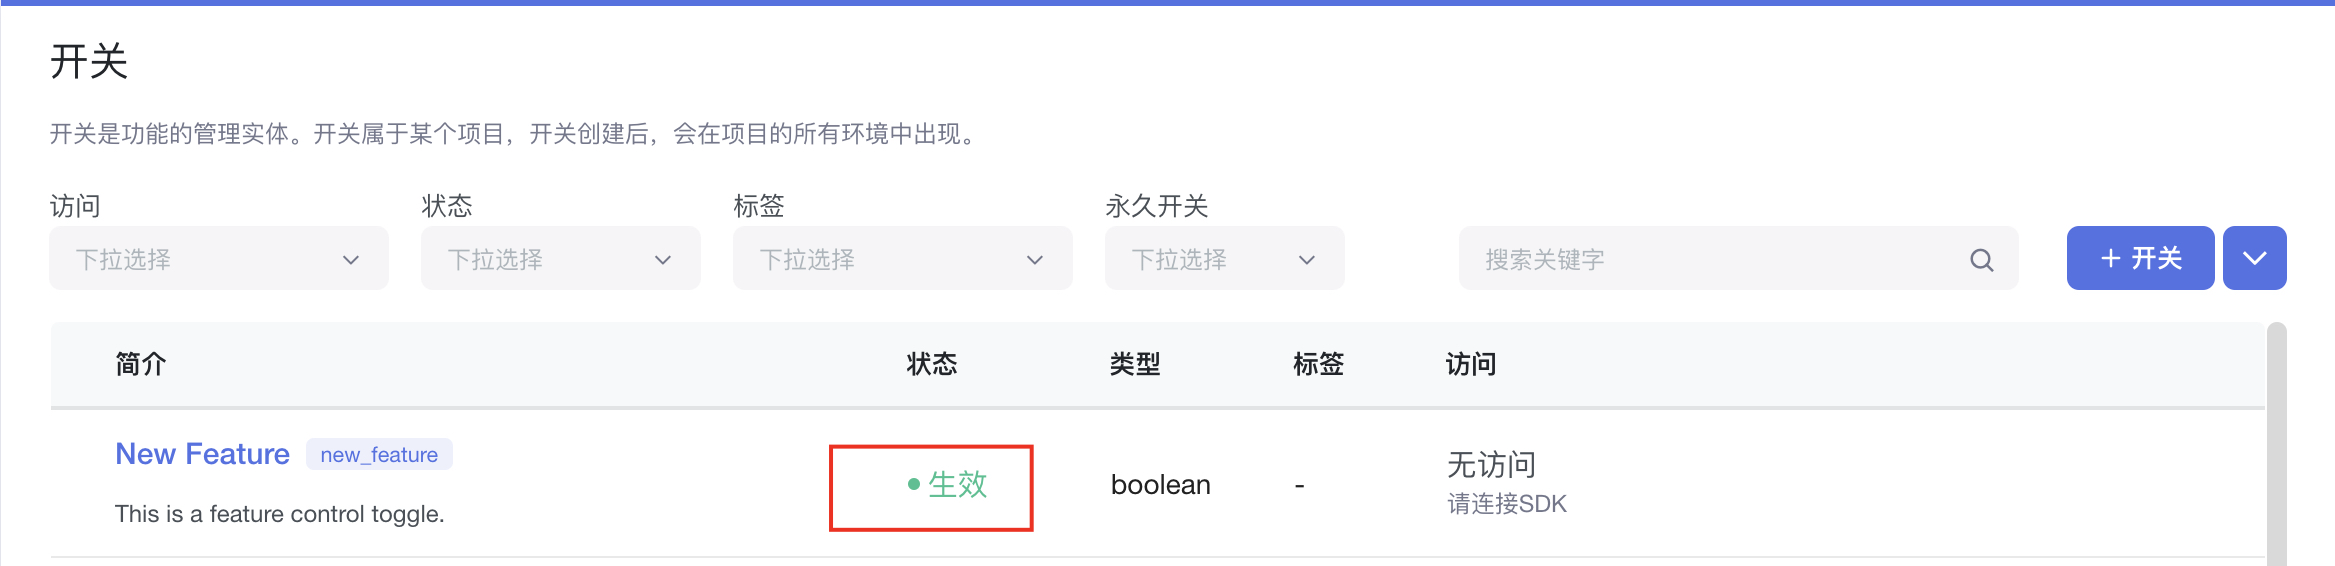 开关
开关是功能的管理实体。开关属于某个项目，开关创建后，会在项目的所有环境中出现。
访问 状态 标签 永久开关
下拉选择 下拉选择 下拉选择 下拉选择 搜索关键字 + 开关
简介 状态 类型 标签 访问
New Feature new_feature
This is a feature control toggle.
生效 boolean - 无访问
请连接SDK